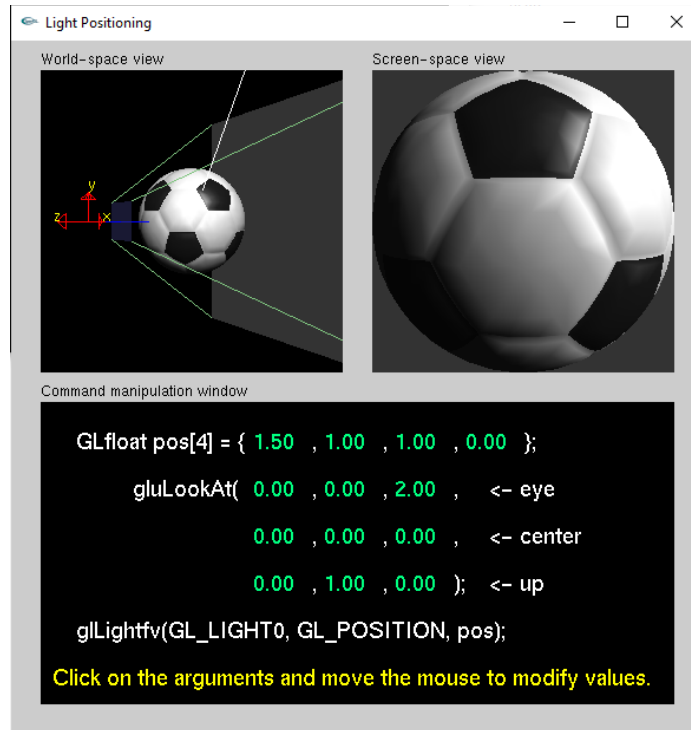 Light Positioning
World-space view
Screen-space view
y
z
x
Command manipulation window
GLfloat pos[4] = { 1.50 , 1.00 , 1.00 , 0.00 };
gluLookAt( 0.00 , 0.00 , 2.00 , <- eye
0.00 , 0.00 , 0.00 , <- center
0.00 , 1.00 , 0.00 ); <- up
glLightfv(GL_LIGHT0, GL_POSITION, pos);
Click on the arguments and move the mouse to modify values.